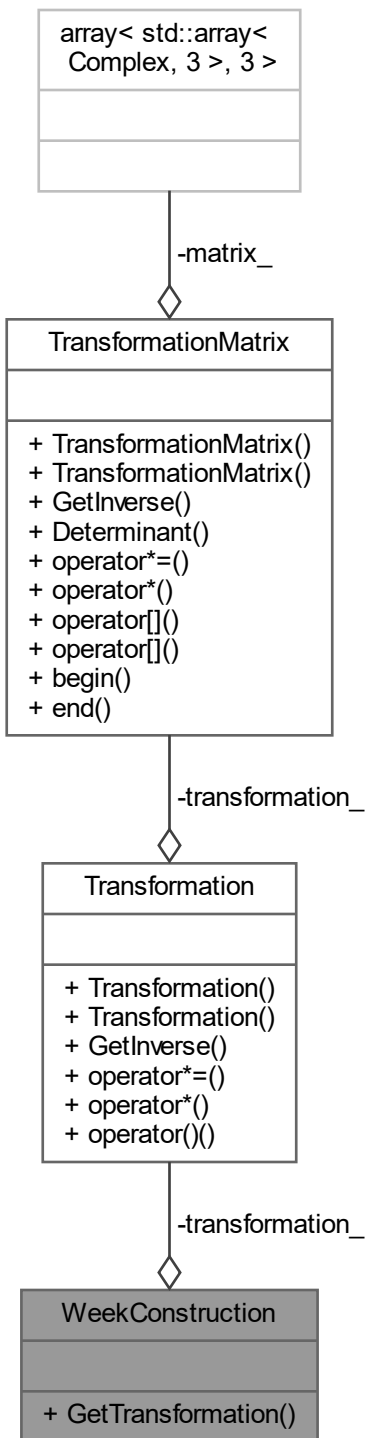 array< std::array<
Complex, 3 >, 3 >
-matrix_
TransformationMatrix
+ TransformationMatrix()
+ TransformationMatrix()
+ GetInverse()
+ Determinant()
+ operator*=()
+ operator*()
+ operator[]()
+ operator[]()
+ begin()
+ end()
-transformation_
Transformation
+ Transformation()
+ Transformation()
+ GetInverse()
+ operator*=()
+ operator*()
+ operator()()
-transformation_
WeekConstruction
+ GetTransformation()